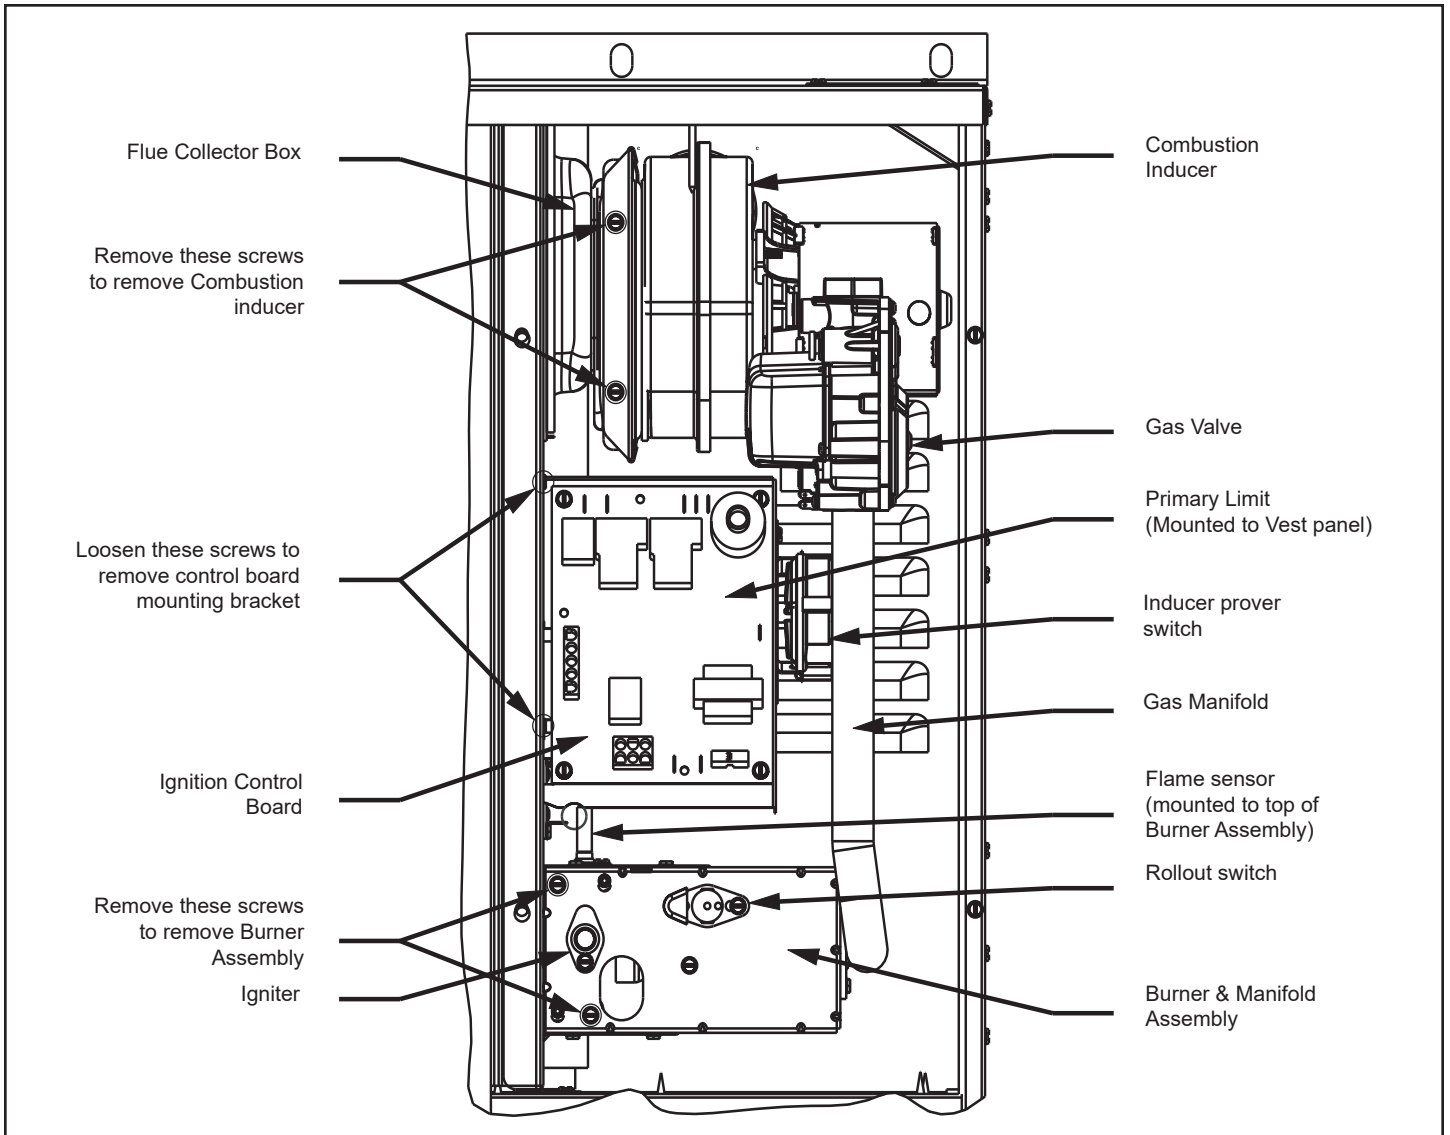 Flue Collector Box
Remove these screws
to remove Combustion
inducer
Loosen these screws to
remove control board
mounting bracket
Ignition Control
Board
Remove these screws
to remove Burner
Assembly
Igniter
Combustion
Inducer
Gas Valve
Primary Limit
(Mounted to Vest panel)
Inducer prover
switch
Gas Manifold
Flame sensor
(mounted to top of
Burner Assembly)
Rollout switch
Burner & Manifold
Assembly